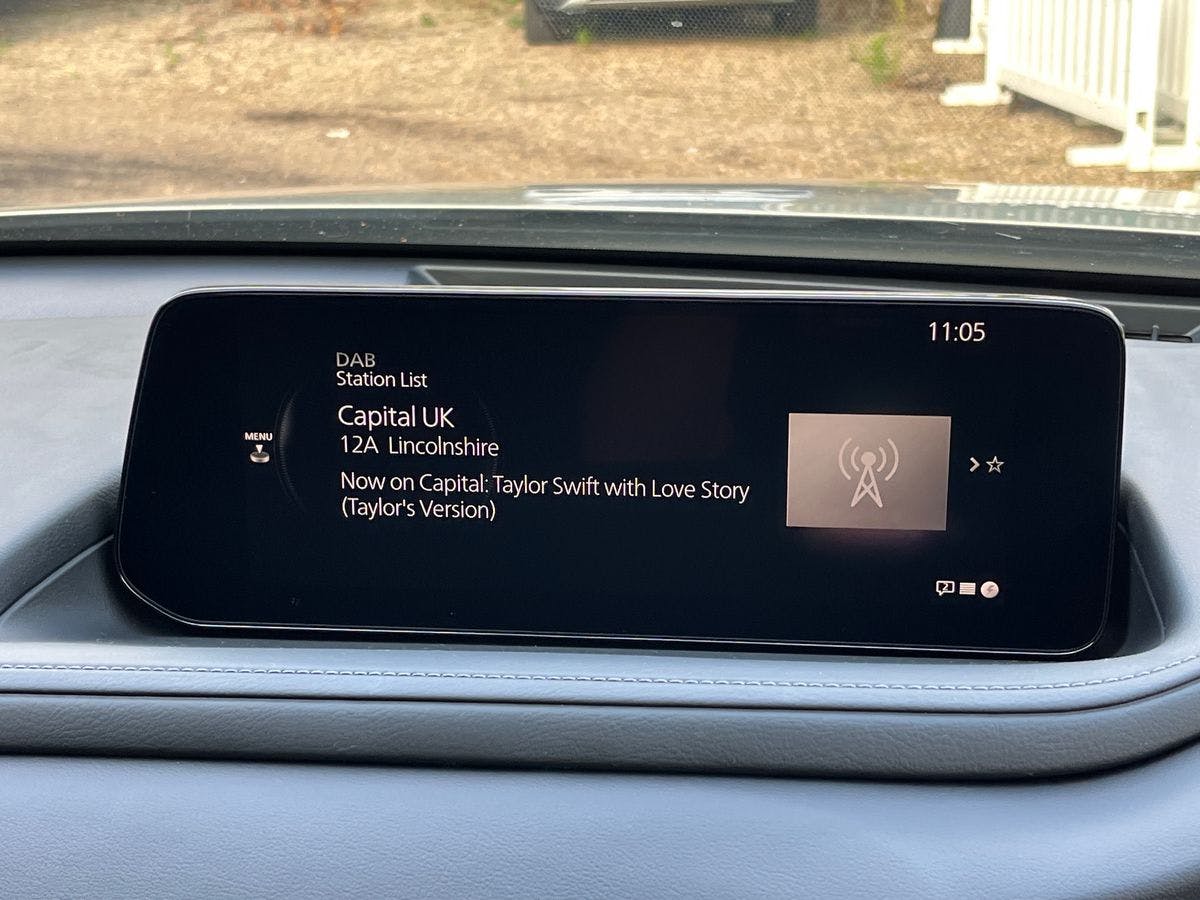 11:05
DAB
Station List
Capital UK
MENU
12A Lincolnshire
Now on Capital: Taylor Swift with Love Story
(Taylor's Version)
2